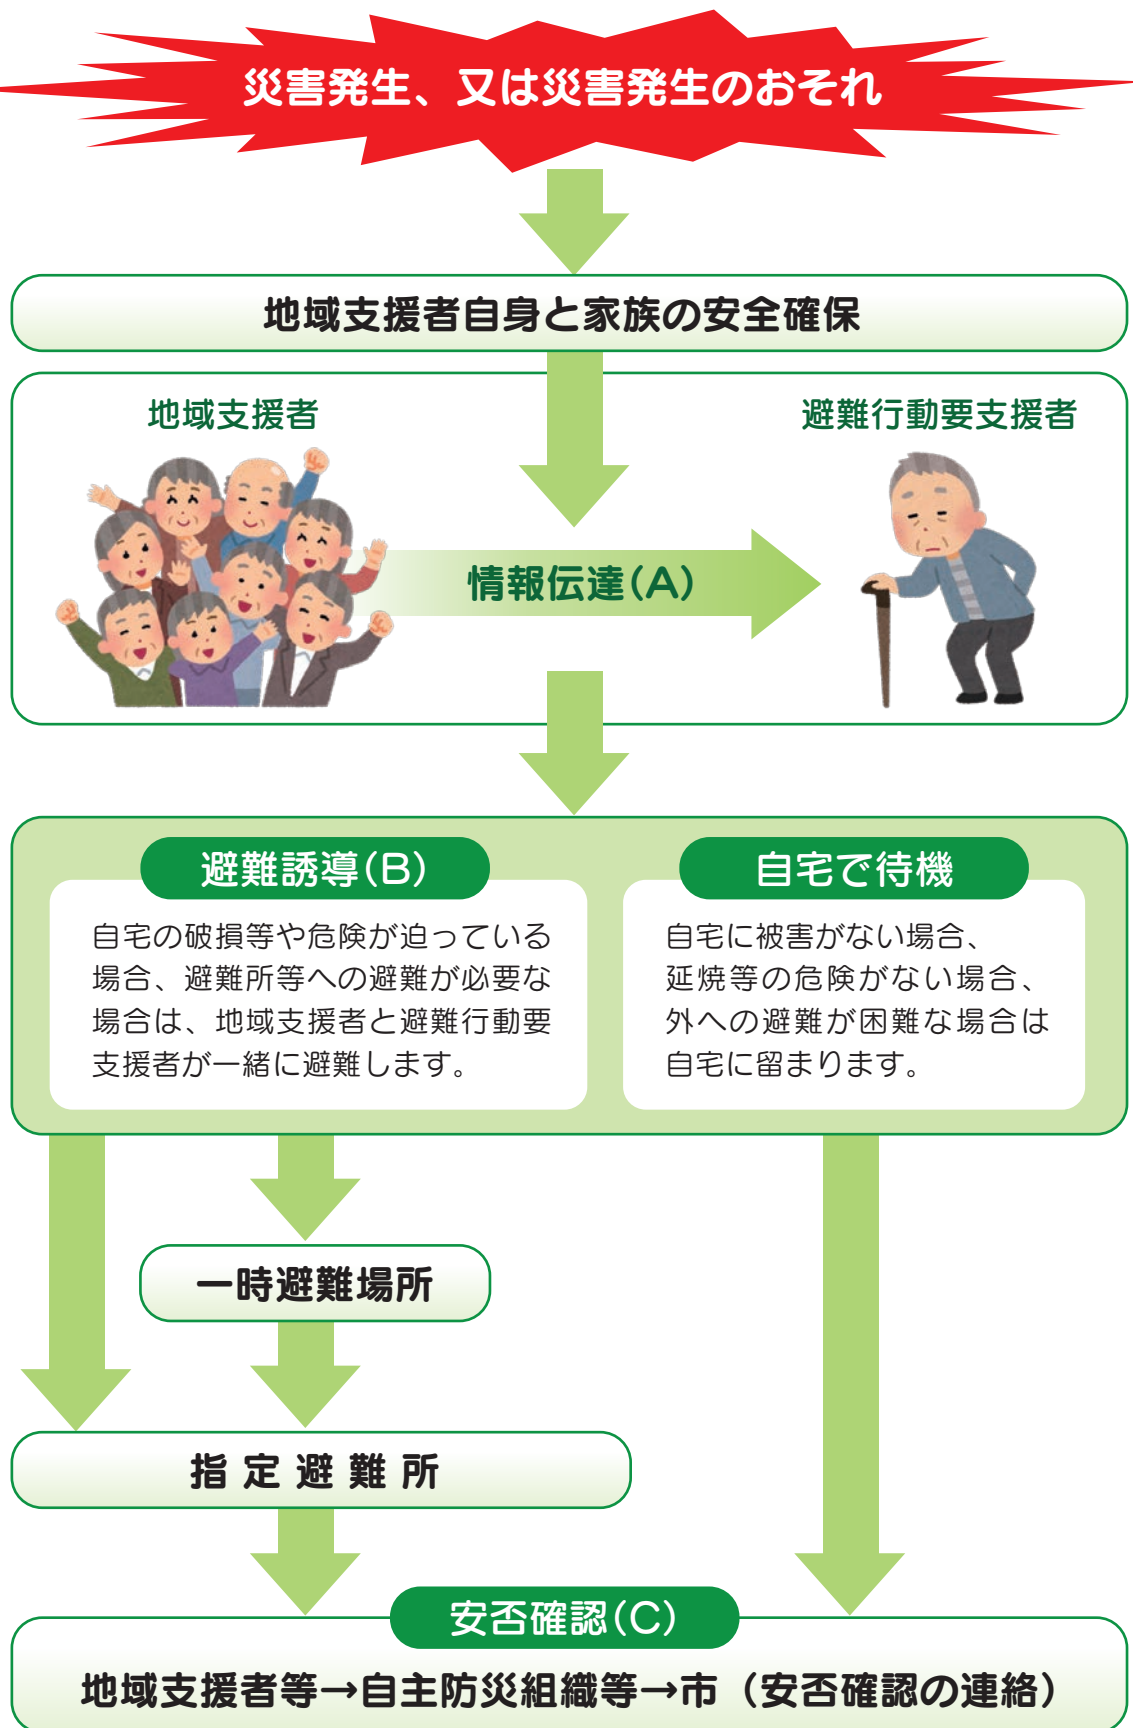 災害発生、又は災害発生のおそれ
地域支援者自身と家族の安全確保
地域支援者
避難行動要支援者
情報伝達(A)
避難誘導(B)
自宅の破損等や危険が迫っている
場合、避難所等への避難が必要な
場合は、地域支援者と避難行動要
支援者が一緒に避難します。
自宅で待機
自宅に被害がない場合、
延焼等の危険がない場合、
外への避難が困難な場合は
自宅に留まります。
一時避難場所
指定避難所
安否確認(C)
地域支援者等→自主防災組織等→市（安否確認の連絡）